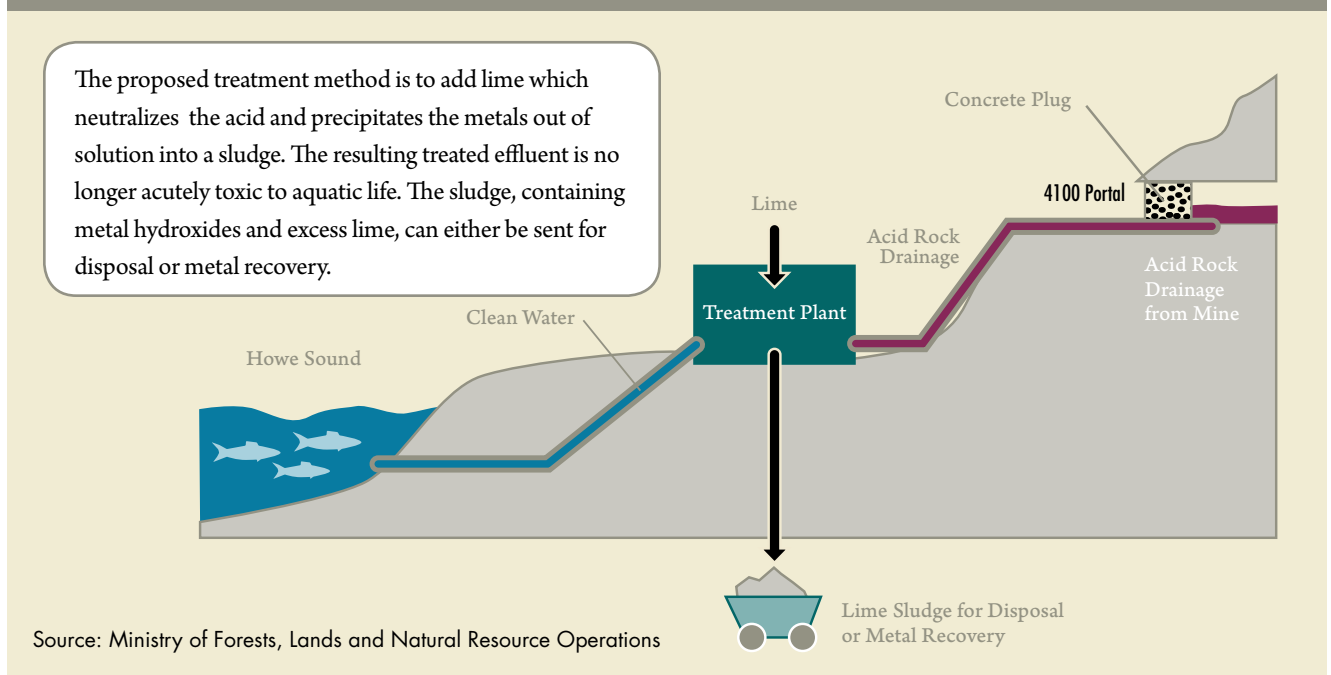 The proposed treatment method is to add lime which
neutralizes the acid and precipitates the metals out of
solution into a sludge. The resulting treated effluent is no
longer acutely toxic to aquatic life. The sludge, containing
metal hydroxides and excess lime, can either be sent for
disposal or metal recovery.
Concrete Plug
4100 Portal
Lime
Acid Rock
Drainage
Acid Rock
Drainage
from Mine
Treatment Plant
Clean Water
Howe Sound
Lime Sludge for Disposal
or Metal Recovery
Source: Ministry of Forests, Lands and Natural Resource Operations